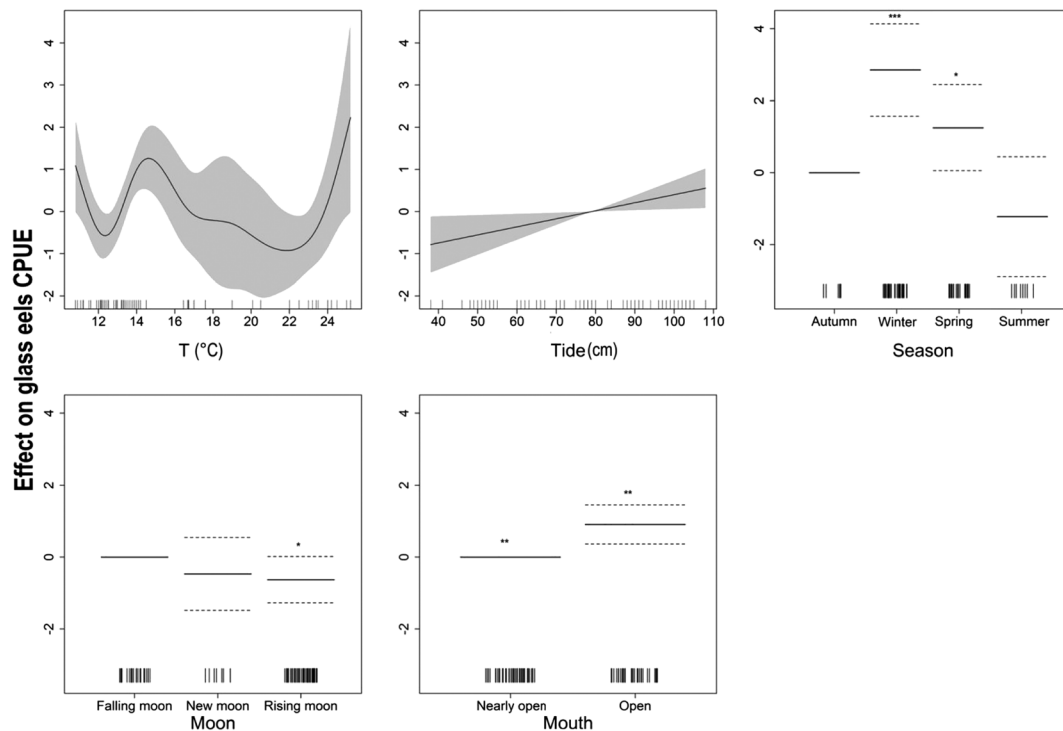 Effect on glass eels CPUE
4
3
2
1
0
-1
-2
12 14 16 18 20 22 24
T (°C)
4
3
2
1
0
-1
-2
40 50 60 70 80 90 100 110
Tide(cm)
4
2
0
-2
***
*
Autumn Winter Spring Summer
Season
4
2
0
-2
*
Falling moon New moon Rising moon
Moon
4
2
0
-2
**
**
Nearly open Open
Mouth